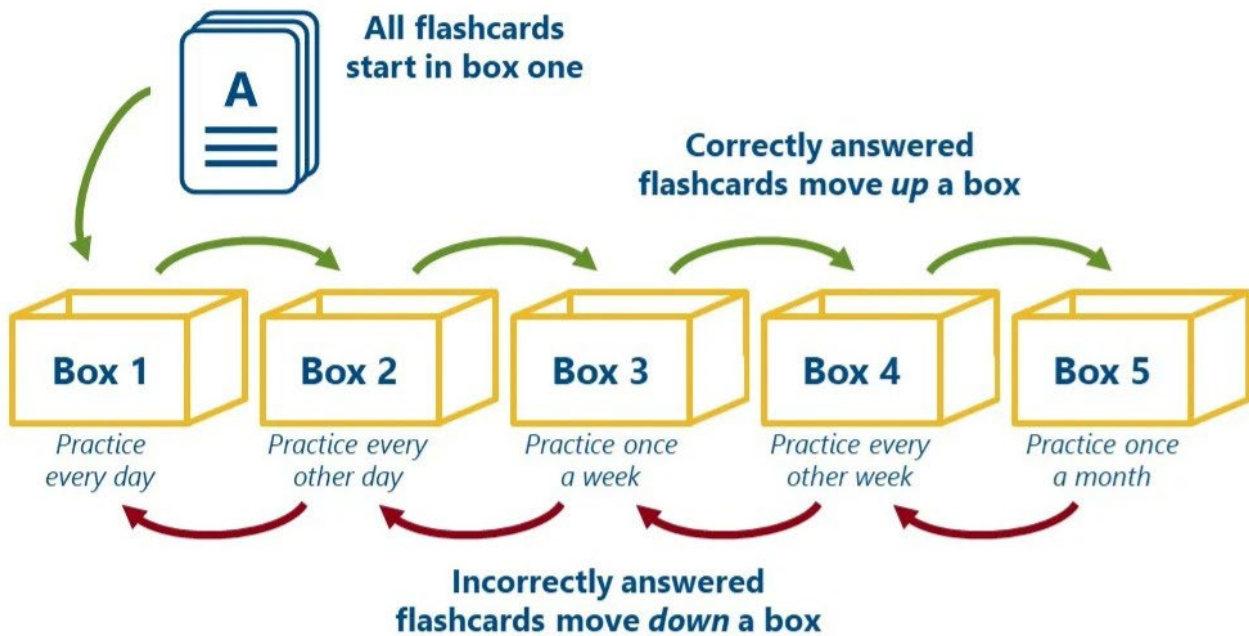 All flashcards
start in box one
A
Correctly answered
flashcards move up a box
Box 1
Box 2
Box 3
Box 4
Box 5
Practice
every day
Practice every
other day
Practice once
a week
Practice every
other week
Practice once
a month
Incorrectly answered
flashcards move down a box